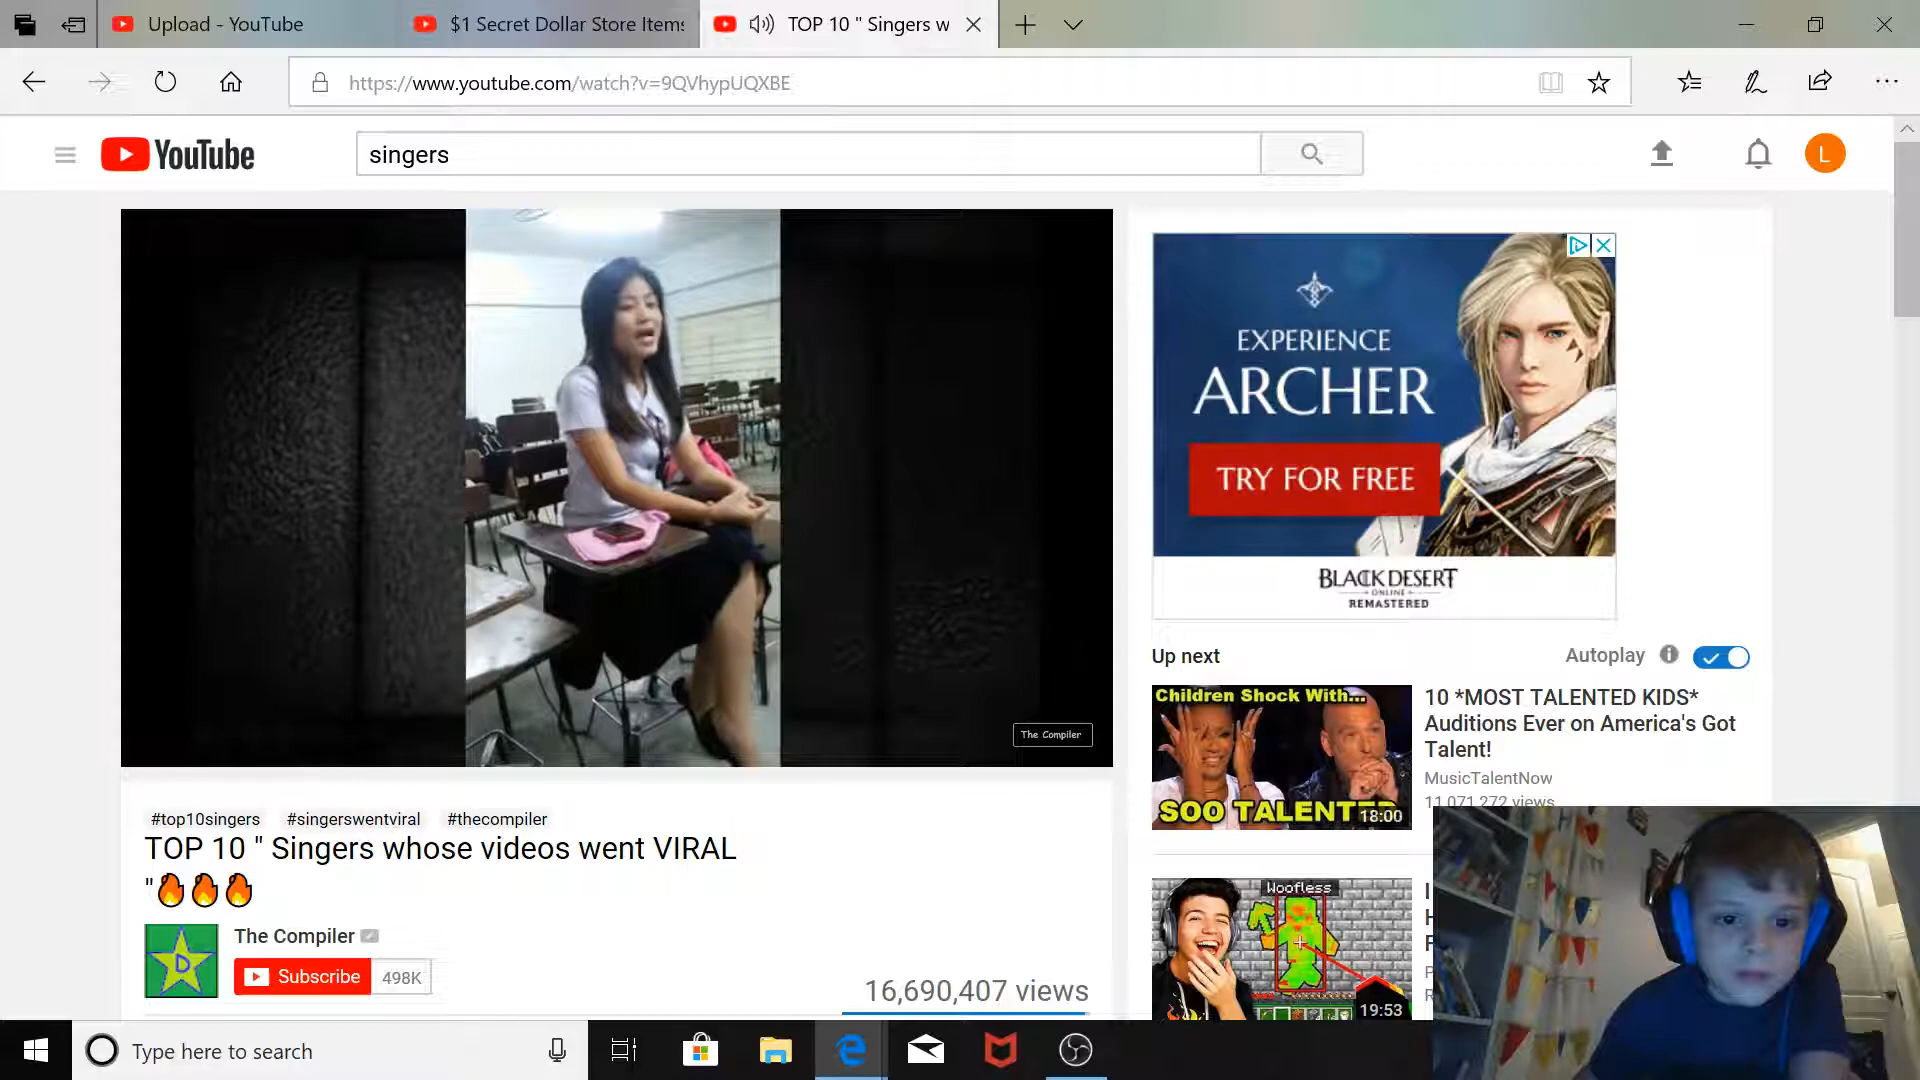 Upload - YouTube
$1 Secret Dollar Store Items
TOP 10 " Singers w
https://www.youtube.com/watch?v=9QVhypUQXBE
YouTube
singers
L
EXPERIENCE
ARCHER
TRY FOR FREE
BLACK DESERT
ONLINE
REMASTERED
The Compiler
Up next
Autoplay
Children Shock With...
SOO TALENTED
18:00
10 *MOST TALENTED KIDS*
Auditions Ever on America's Got
Talent!
MusicTalentNow
11,071,272 views
#top10singers #singerswentviral #thecompiler
TOP 10 " Singers whose videos went VIRAL
"🔥🔥🔥
D
The Compiler
Subscribe 498K
16,690,407 views
Woofless
19:53
I
H
F
P
R
Type here to search